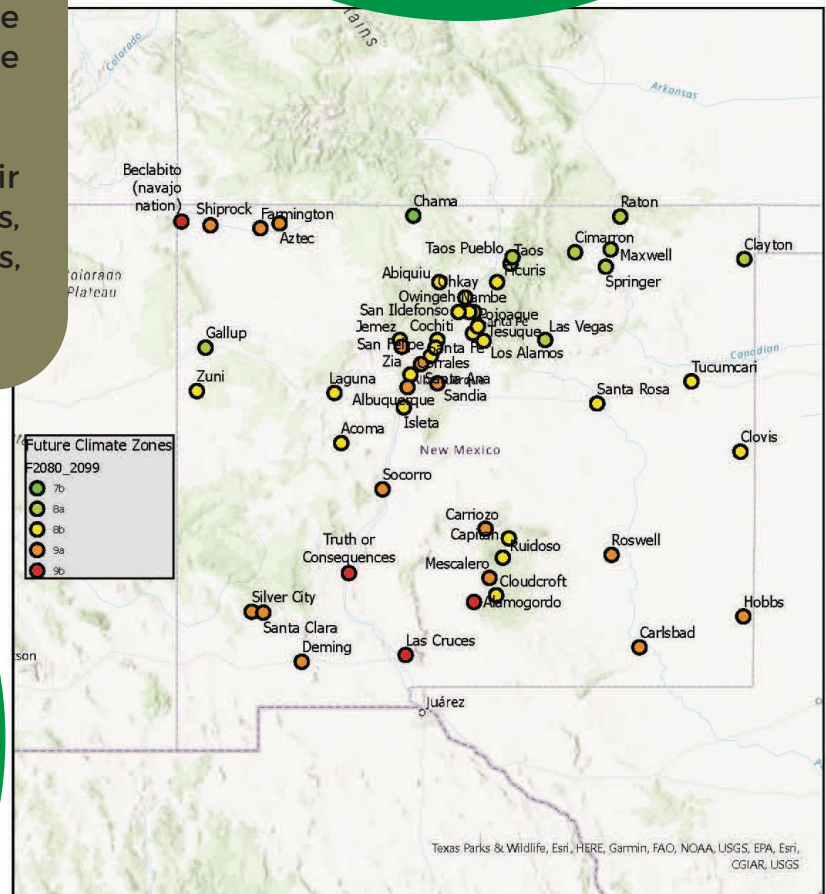 e
e
ir
s,
s,
tains
Colorado
Arkansas
Beclabito
(navajo
nation)
Shiprock
Farmington
Aztec
Chama
Raton
Taos Pueblo
Taos
Cimarron
Maxwell
Clayton
Abiquiu
Ohkay
Picuris
Springer
Colorado
Plateau
Owingeh
Nambe
San Ildefonso
Pojoaque
Santa Fe
Jemez
Cochiti
Tesuque
Las Vegas
Gallup
San Felipe
Santa Fe
Los Alamos
Canadian
Zia
Corrales
Tucumcari
Zuni
Laguna
Santa Ana
Albuquerque
Sandia
Santa Rosa
Isleta
Acoma
Clovis
New Mexico
Future Climate Zones
F2080_2099
7b
8a
8b
9a
9b
Socorro
Carriozo
Capitan
Ruidoso
Roswell
Truth or
Consequences
Mescalero
Cloudcroft
Alamogordo
Silver City
Santa Clara
Hobbs
Deming
Las Cruces
Carlsbad
son
Juárez
Texas Parks & Wildlife, Esri, HERE, Garmin, FAO, NOAA, USGS, EPA, Esri,
CGIAR, USGS